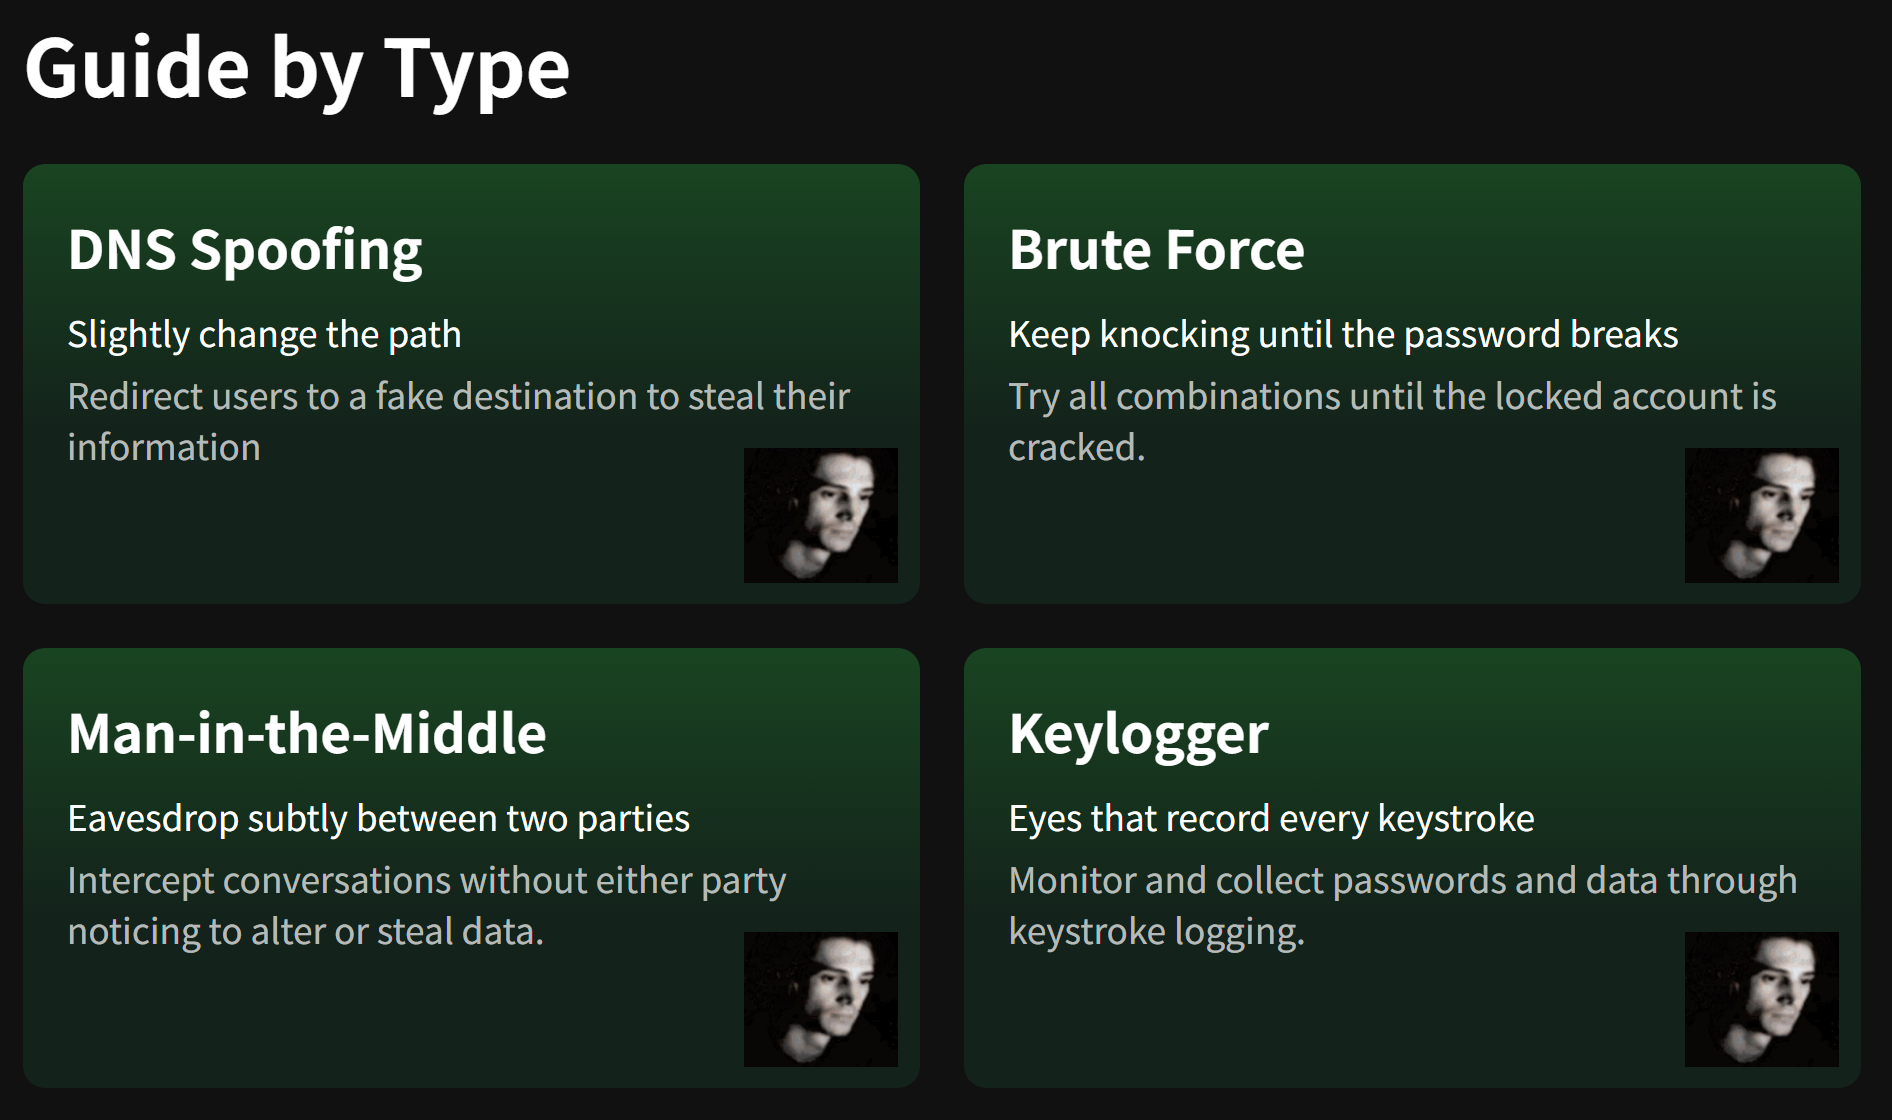 Guide by Type
DNS Spoofing
Slightly change the path
Redirect users to a fake destination to steal their
information
Brute Force
Keep knocking until the password breaks
Try all combinations until the locked account is
cracked.
Man-in-the-Middle
Eavesdrop subtly between two parties
Intercept conversations without either party
noticing to alter or steal data.
Keylogger
Eyes that record every keystroke
Monitor and collect passwords and data through
keystroke logging.